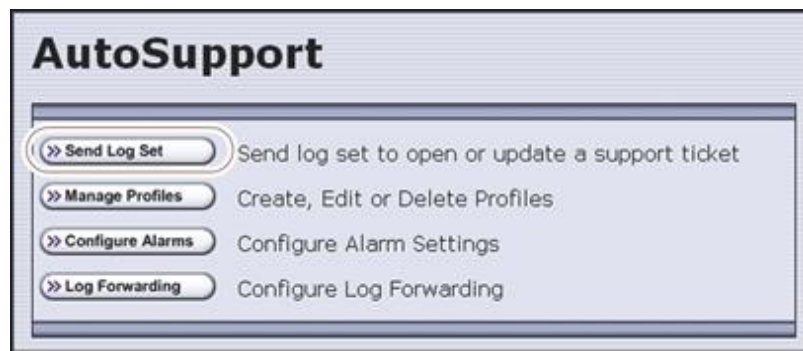 AutoSupport
» Send Log Set Send log set to open or update a support ticket
» Manage Profiles Create, Edit or Delete Profiles
» Configure Alarms Configure Alarm Settings
» Log Forwarding Configure Log Forwarding